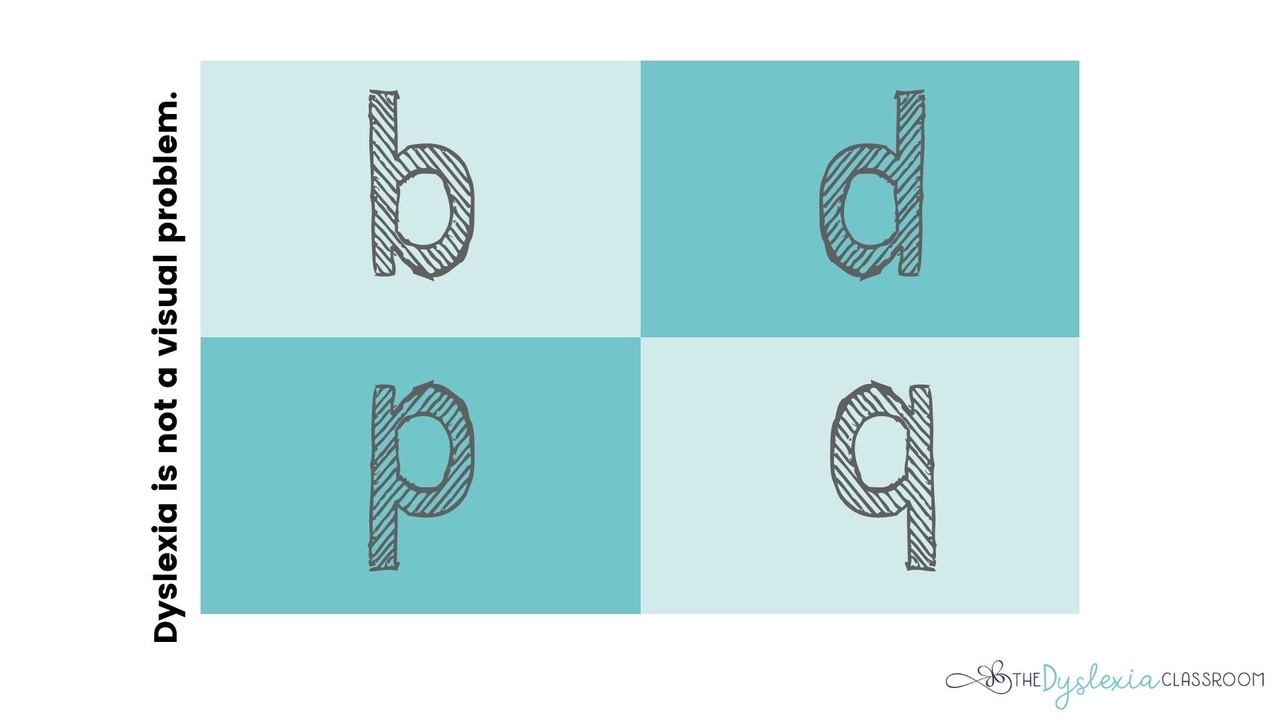 Dyslexia is not a visual problem.
b d
p q
THE Dyslexia CLASSROOM